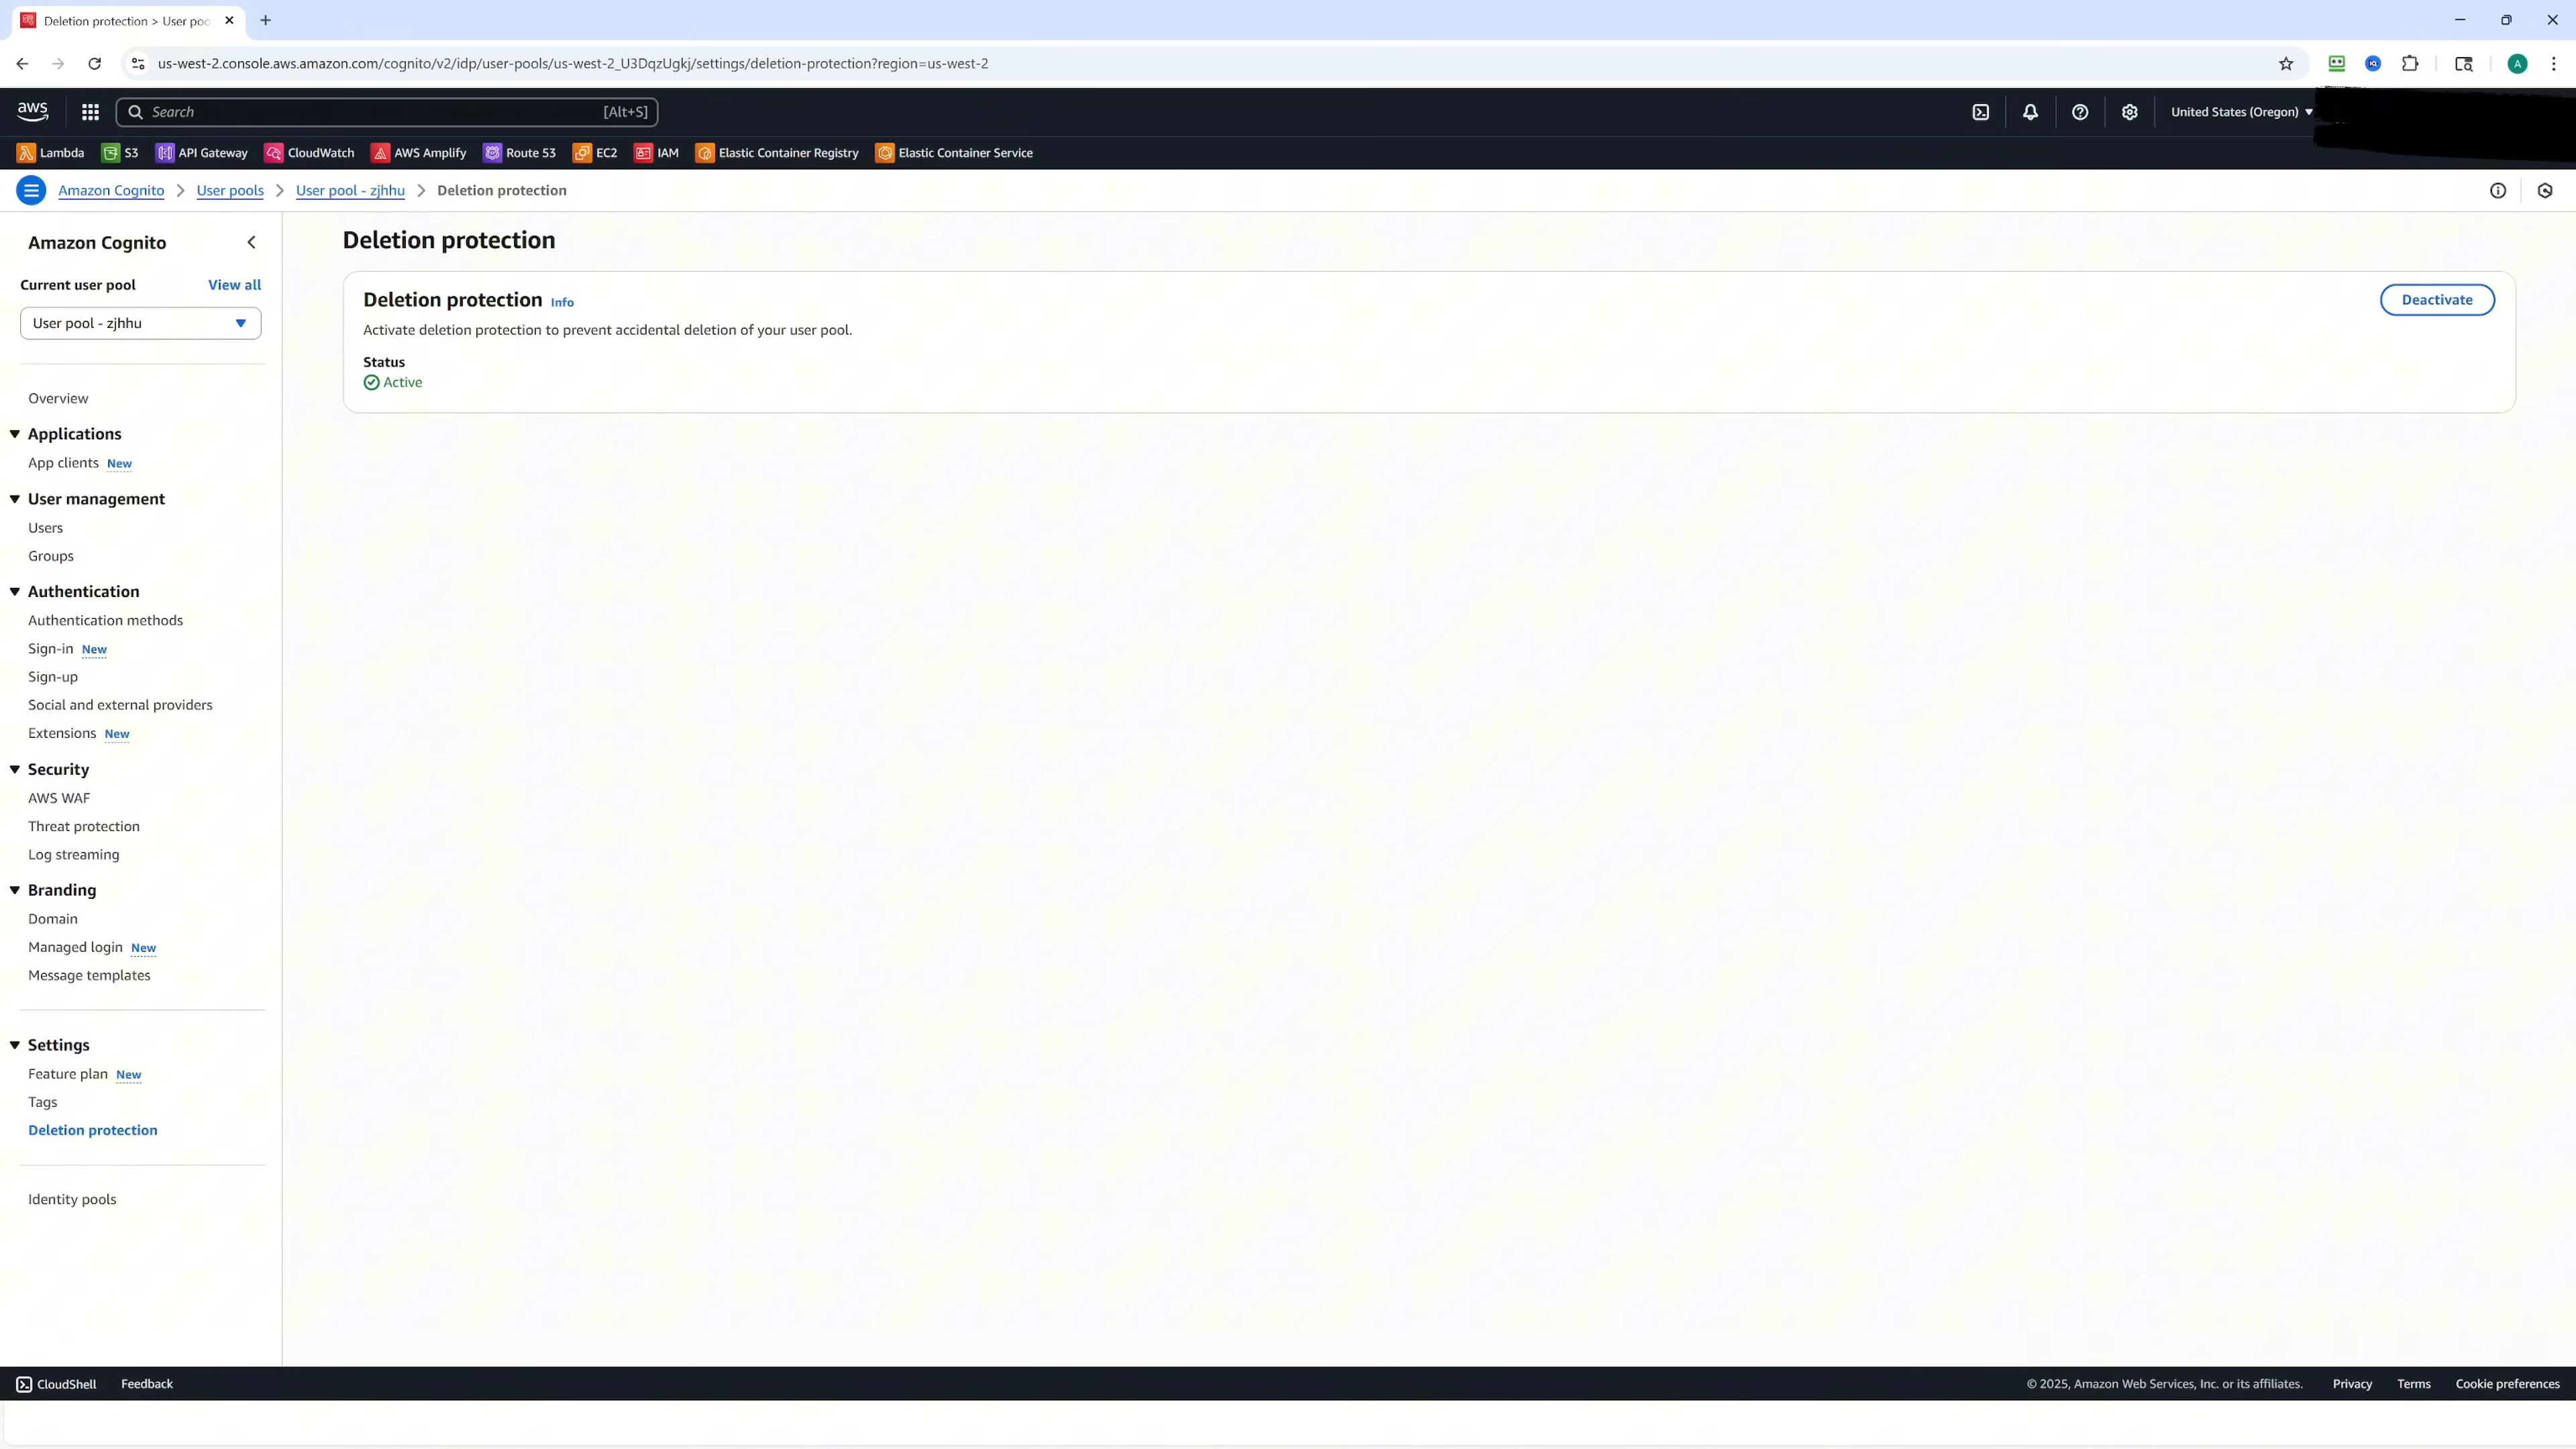 Deletion protection > User poo
us-west-2.console.aws.amazon.com/cognito/v2/idp/user-pools/us-west-2_U3DqzUgkj/settings/deletion-protection?region=us-west-2
A
aws
Search
[Alt+S]
United States (Oregon)
Lambda S3 API Gateway CloudWatch AWS Amplify Route 53 EC2 IAM Elastic Container Registry Elastic Container Service
Amazon Cognito > User pools > User pool - zjhhu > Deletion protection
Amazon Cognito
Current user pool View all
User pool - zjhhu
Overview
Applications
App clients New
User management
Users
Groups
Authentication
Authentication methods
Sign-in New
Sign-up
Social and external providers
Extensions New
Security
AWS WAF
Threat protection
Log streaming
Branding
Domain
Managed login New
Message templates
Settings
Feature plan New
Tags
Deletion protection
Identity pools
Deletion protection
Deletion protection Info
Deactivate
Activate deletion protection to prevent accidental deletion of your user pool.
Status
Active
CloudShell Feedback
© 2025, Amazon Web Services, Inc. or its affiliates. Privacy Terms Cookie preferences